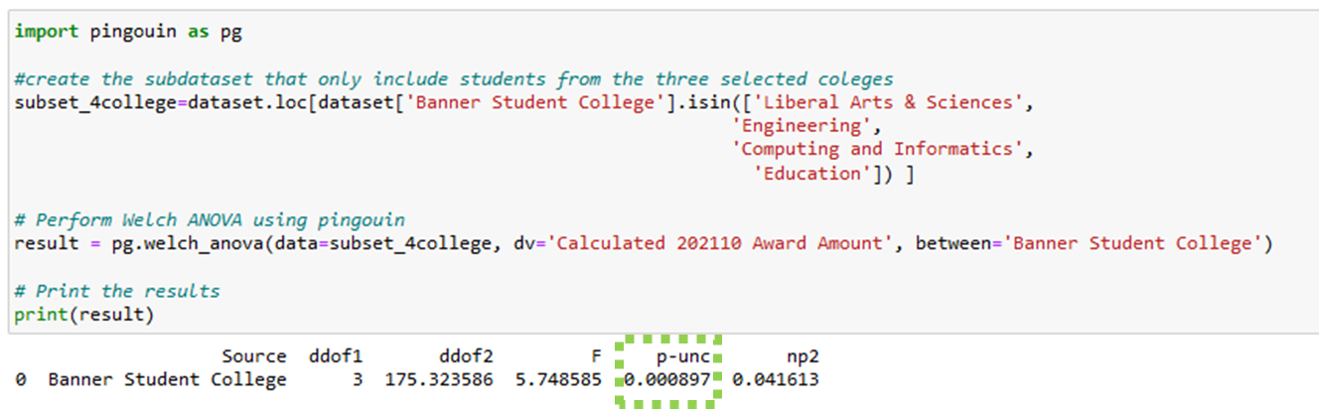 import pingouin as pg
#create the subdataset that only include students from the three selected coleges
subset_4college=dataset.loc[dataset['Banner Student College'].isin(['Liberal Arts & Sciences',
'Engineering',
'Computing and Informatics',
'Education']) ]
# Perform Welch ANOVA using pingouin
result = pg.welch_anova(data=subset_4college, dv='Calculated 202110 Award Amount', between='Banner Student College')
# Print the results
print(result)
Source ddof1 ddof2 F p-unc np2
0 Banner Student College 3 175.323586 5.748585 0.000897 0.041613